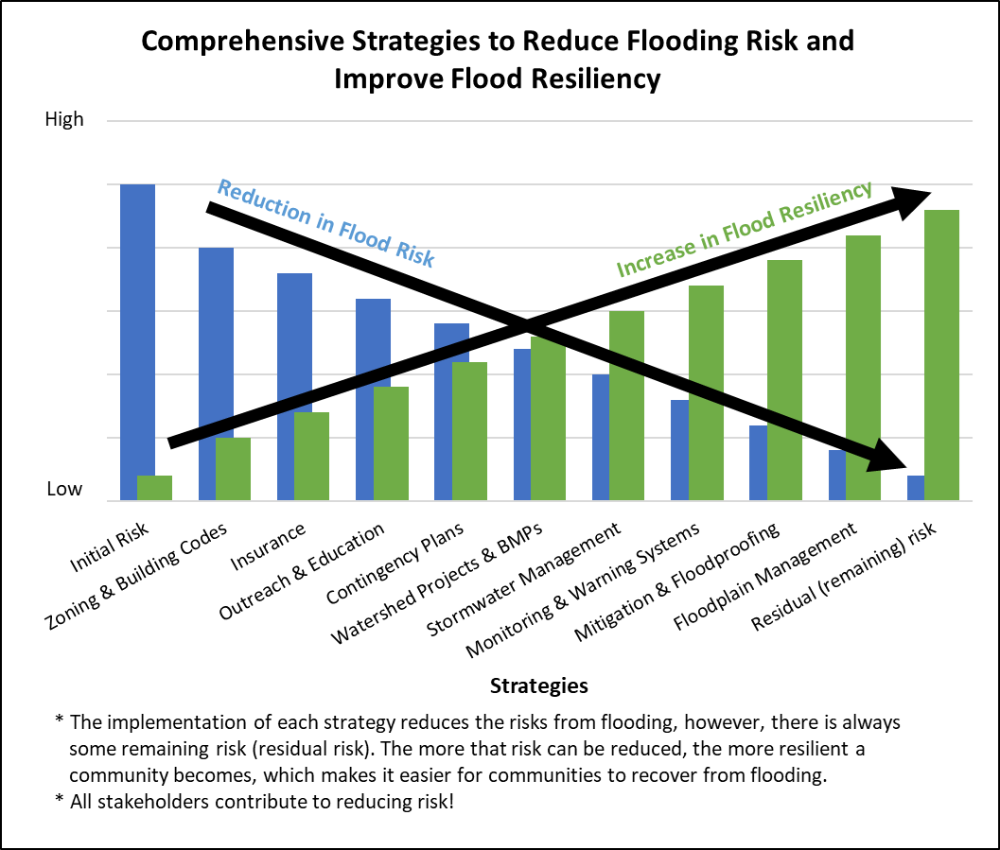 Comprehensive Strategies to Reduce Flooding Risk and
Improve Flood Resiliency
High
Reduction in Flood Risk
Increase in Flood Resiliency
Low
Initial Risk
Zoning & Building Codes
Insurance
Outreach & Education
Contingency Plans
Watershed Projects & BMPs
Stormwater Management
Monitoring & Warning Systems
Mitigation & Floodproofing
Floodplain Management
Residual (remaining) risk
Strategies
* The implementation of each strategy reduces the risks from flooding, however, there is always
some remaining risk (residual risk). The more that risk can be reduced, the more resilient a
community becomes, which makes it easier for communities to recover from flooding.
* All stakeholders contribute to reducing risk!